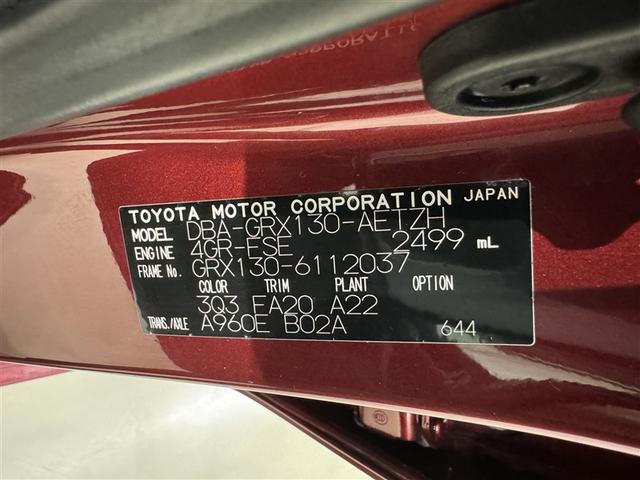 TOYOTA MOTOR CORPORATION JAPAN
MODEL DBA-GRX130-AETZH
ENGINE 4GR-FSE 2499 mL
FRAME No. GRX130-6112037
COLOR TRIM PLANT OPTION
3Q3 FA20 A22
TRANS./AXLE A960E B02A
644